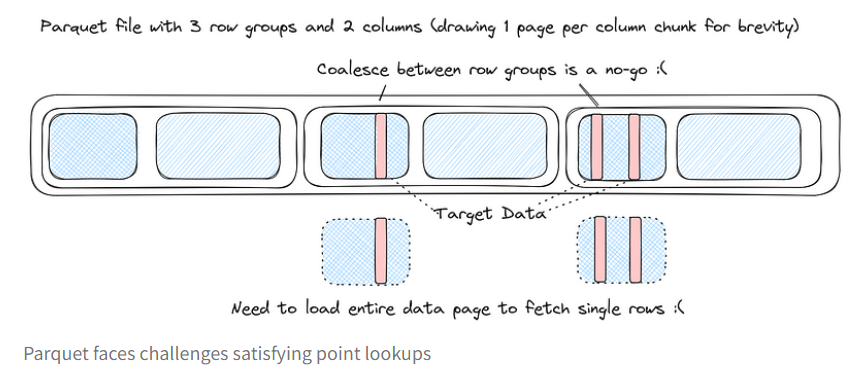 Parquet file with 3 row groups and 2 columns (drawing 1 page per column chunk for brevity)
Coalesce between row groups is a no-go :(
Target Data
Need to load entire data page to fetch single rows :(
Parquet faces challenges satisfying point lookups